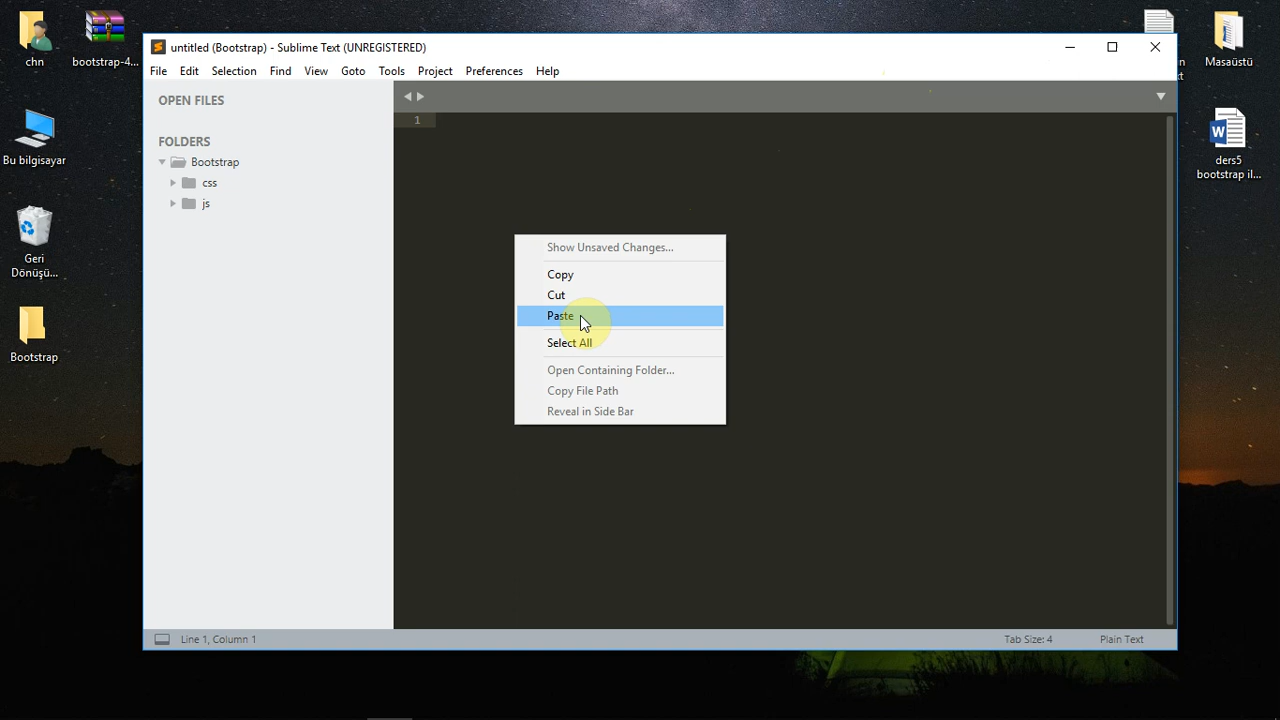 chn
bootstrap-4...
Bu bilgisayar
Geri
Dönüşü...
Bootstrap
untitled (Bootstrap) - Sublime Text (UNREGISTERED)
File Edit Selection Find View Goto Tools Project Preferences Help
OPEN FILES
FOLDERS
Bootstrap
css
js
1
Show Unsaved Changes...
Copy
Cut
Paste
Select All
Open Containing Folder...
Copy File Path
Reveal in Side Bar
Line 1, Column 1
Tab Size: 4
Plain Text
Masaüstü
ders5
bootstrap il...